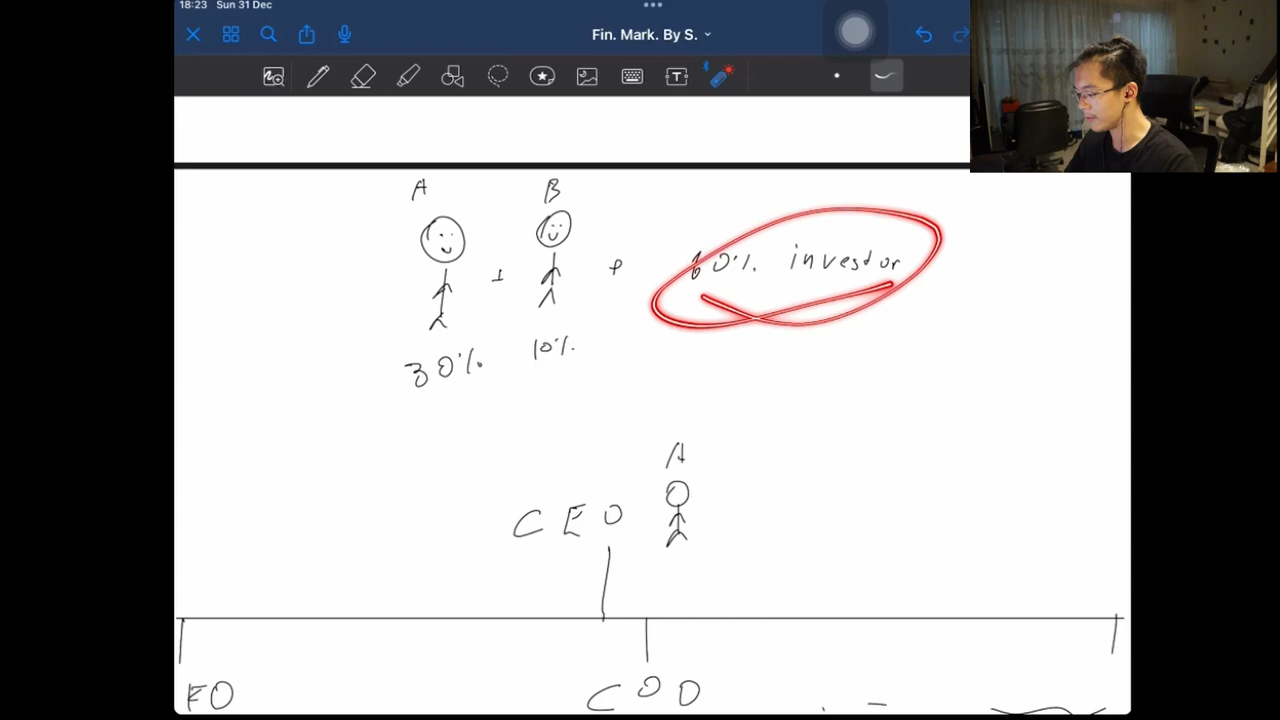 18:23 Sun 31 Dec
Fin. Mark. By S.
T
A B
+ + 60% investor
30% 10%
A
CEO
FO COO